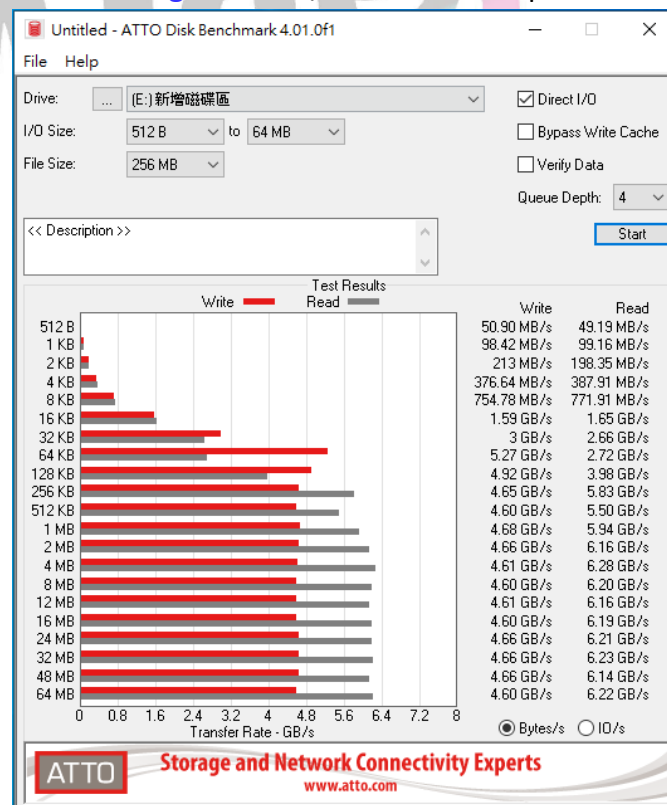 Untitled - ATTO Disk Benchmark 4.01.0f1
File Help
Drive: ... (E:)新增磁碟區
Direct I/O
I/O Size: 512 B to 64 MB
Bypass Write Cache
File Size: 256 MB
Verify Data
Queue Depth: 4
<< Description >>
Start
Test Results
Write Read
Write Read
512 B 50.90 MB/s 49.19 MB/s
1 KB 98.42 MB/s 99.16 MB/s
2 KB 213 MB/s 198.35 MB/s
4 KB 376.64 MB/s 387.91 MB/s
8 KB 754.78 MB/s 771.91 MB/s
16 KB 1.59 GB/s 1.65 GB/s
32 KB 3 GB/s 2.66 GB/s
64 KB 5.27 GB/s 2.72 GB/s
128 KB 4.92 GB/s 3.98 GB/s
256 KB 4.65 GB/s 5.83 GB/s
512 KB 4.60 GB/s 5.50 GB/s
1 MB 4.68 GB/s 5.94 GB/s
2 MB 4.66 GB/s 6.16 GB/s
4 MB 4.61 GB/s 6.28 GB/s
8 MB 4.60 GB/s 6.20 GB/s
12 MB 4.61 GB/s 6.16 GB/s
16 MB 4.60 GB/s 6.19 GB/s
24 MB 4.66 GB/s 6.21 GB/s
32 MB 4.66 GB/s 6.23 GB/s
48 MB 4.66 GB/s 6.14 GB/s
64 MB 4.60 GB/s 6.22 GB/s
0 0.8 1.6 2.4 3.2 4 4.8 5.6 6.4 7.2 8
Transfer Rate - GB/s
Bytes/s IO/s
ATTO
Storage and Network Connectivity Experts
www.atto.com